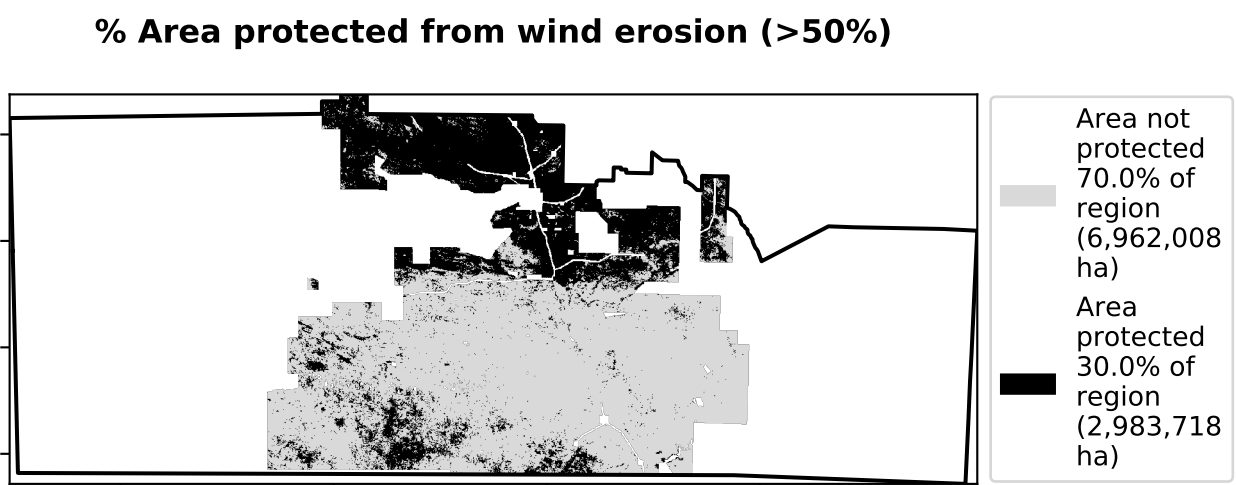 % Area protected from wind erosion (>50%)
Area not
protected
70.0% of
region
(6,962,008
ha)
Area
protected
30.0% of
region
(2,983,718
ha)